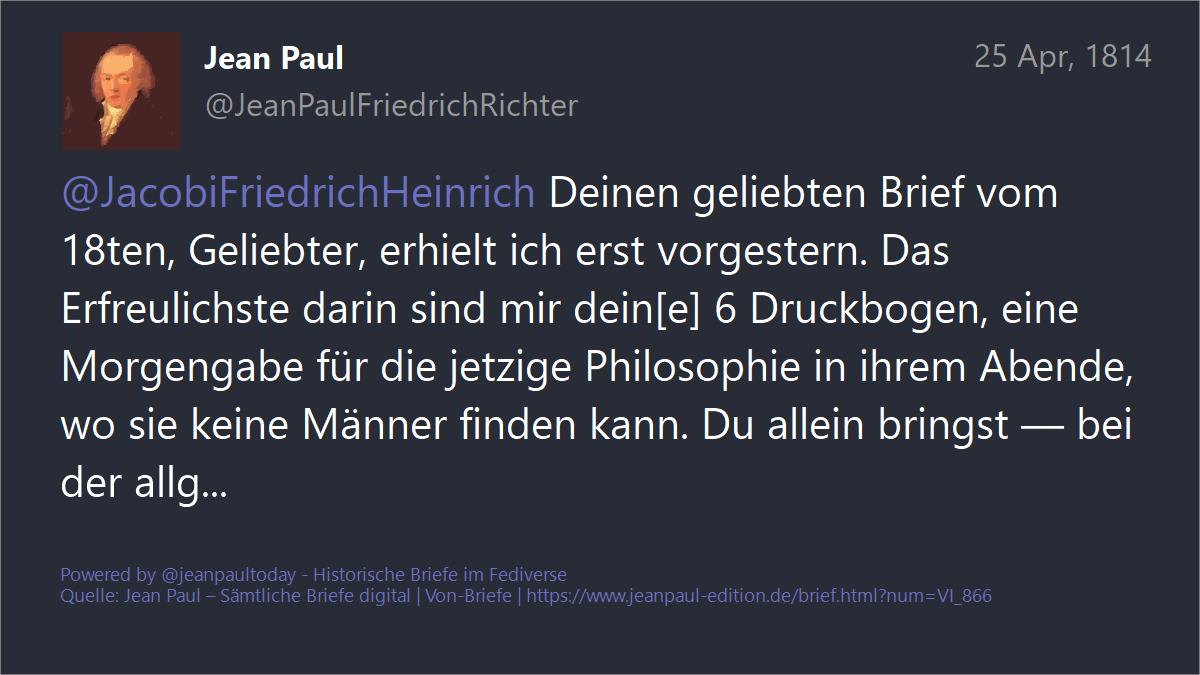 Jean Paul
25 Apr, 1814
@JeanPaulFriedrichRichter
@JacobiFriedrichHeinrich Deinen geliebten Brief vom
18ten, Geliebter, erhielt ich erst vorgestern. Das
Erfreulichste darin sind mir dein[e] 6 Druckbogen, eine
Morgengabe für die jetzige Philosophie in ihrem Abende,
wo sie keine Männer finden kann. Du allein bringst — bei
der allg...
Powered by @jeanpaultoday - Historische Briefe im Fediverse
Quelle: Jean Paul – Sämtliche Briefe digital | Von-Briefe | https://www.jeanpaul-edition.de/brief.html?num=VI_866